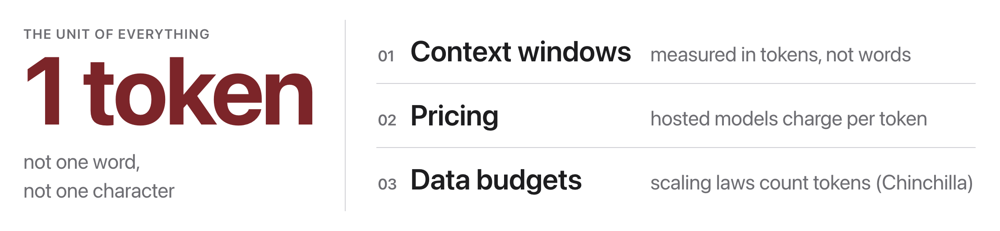 THE UNIT OF EVERYTHING
1 token
not one word,
not one character
01 Context windows measured in tokens, not words
02 Pricing hosted models charge per token
03 Data budgets scaling laws count tokens (Chinchilla)